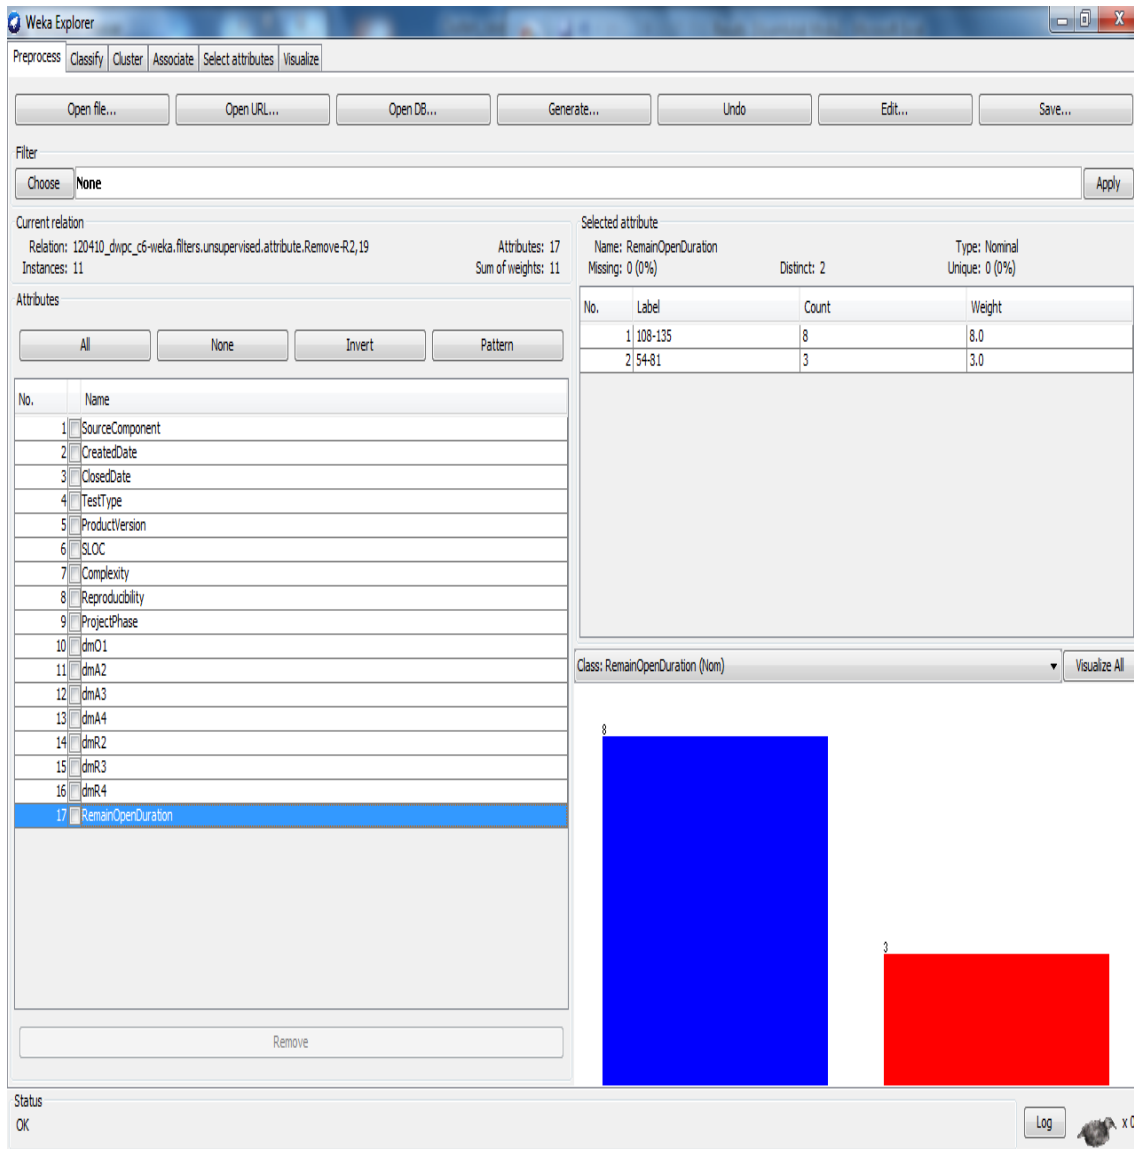 Weka Explorer
Preprocess Classify Cluster Associate Select attributes Visualize
Open file... Open URL... Open DB... Generate... Undo Edit... Save...
Filter
Choose None Apply
Current relation
Relation: 120410_dwpc_c6-weka.filters.unsupervised.attribute.Remove-R2,19 Attributes: 17
Instances: 11 Sum of weights: 11
Attributes
All None Invert Pattern
No. Name
1 SourceComponent
2 CreatedDate
3 ClosedDate
4 TestType
5 ProductVersion
6 SLOC
7 Complexity
8 Reproducibility
9 ProjectPhase
10 dmO1
11 dmA2
12 dmA3
13 dmA4
14 dmR2
15 dmR3
16 dmR4
17 RemainOpenDuration
Remove
Selected attribute
Name: RemainOpenDuration Type: Nominal
Missing: 0 (0%) Distinct: 2 Unique: 0 (0%)
No. Label Count Weight
1 108-135 8 8.0
2 54-81 3 3.0
Class: RemainOpenDuration (Nom) Visualize All
8
3
Status
OK
Log x 0